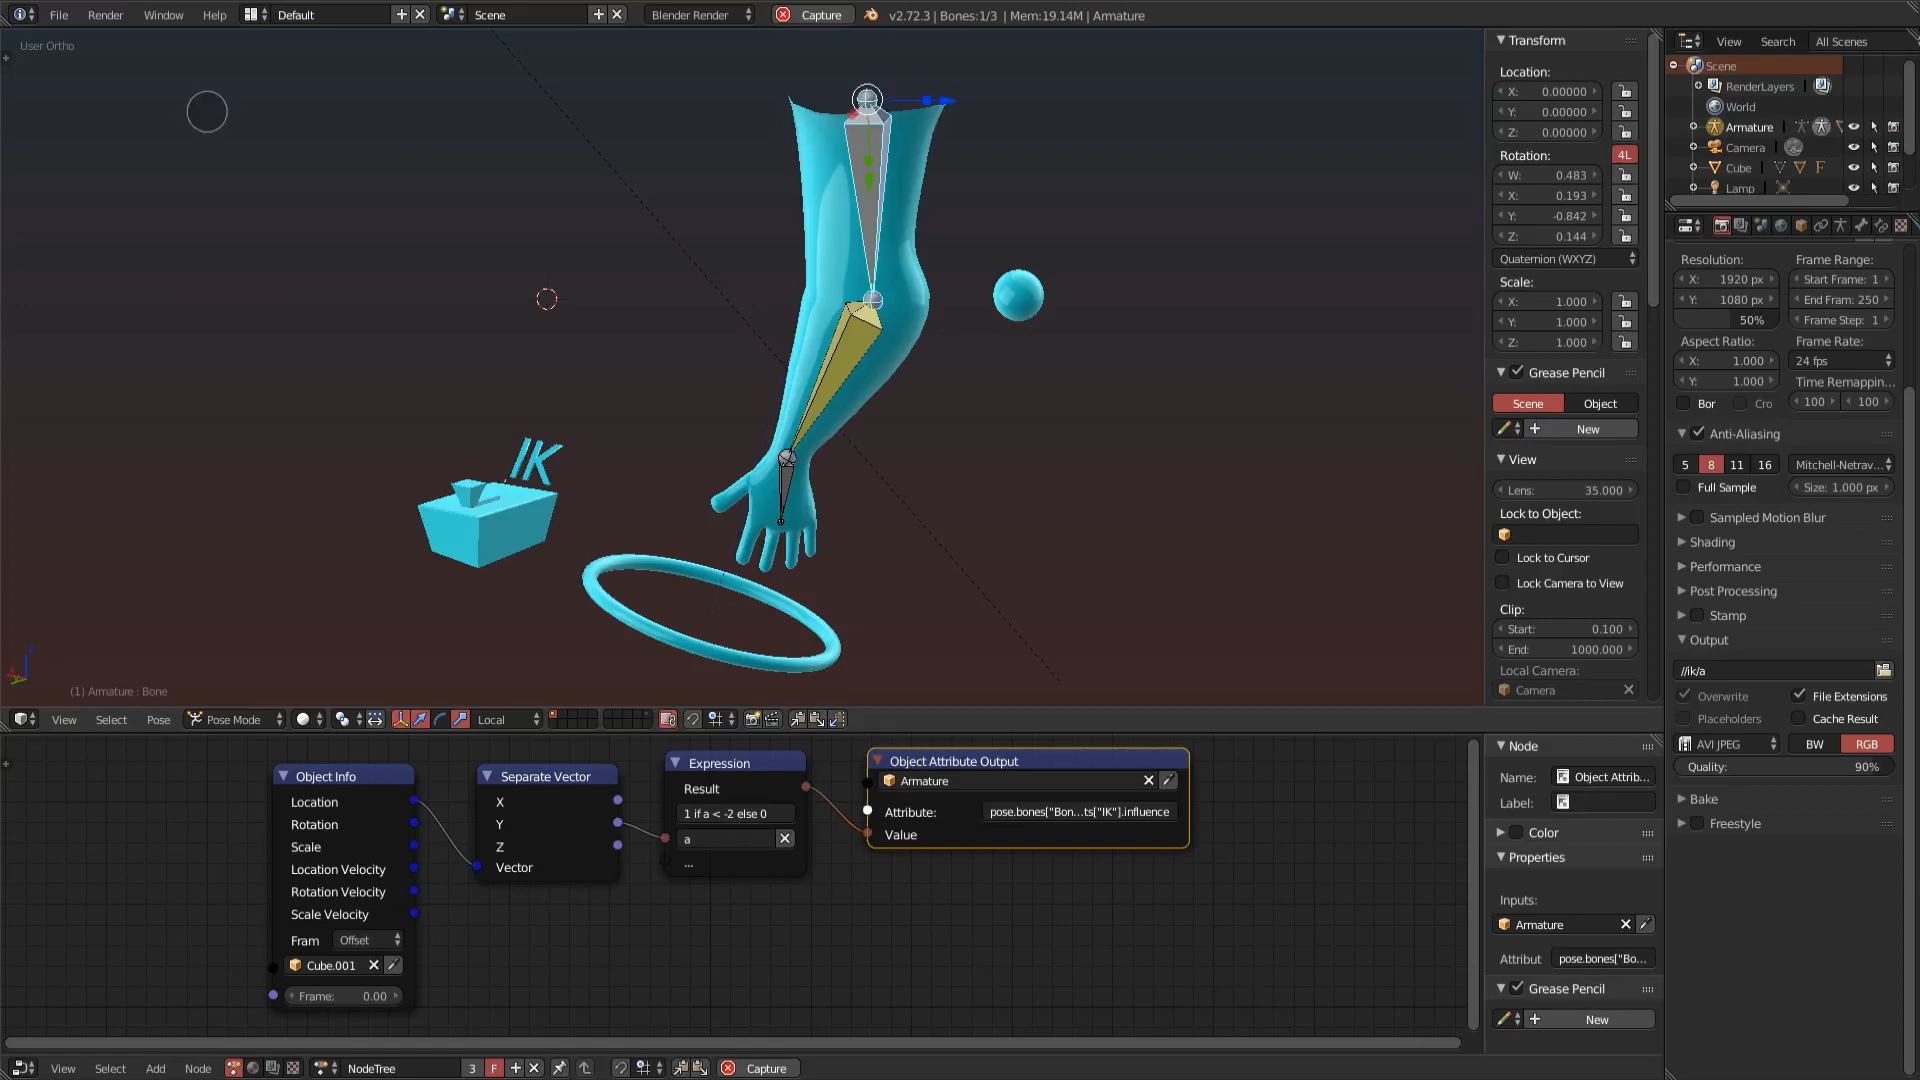 File Render Window Help Default Scene Blender Render Capture v2.72.3 | Bones:1/3 | Mem:19.14M | Armature
User Ortho
IK
(1) Armature : Bone
View Select Pose Pose Mode Local
Transform
Location:
X: 0.00000
Y: 0.00000
Z: 0.00000
Rotation: 4L
W: 0.483
X: 0.193
Y: -0.842
Z: 0.144
Quaternion (WXYZ)
Scale:
X: 1.000
Y: 1.000
Z: 1.000
Grease Pencil
Scene Object
New
View
Lens: 35.000
Lock to Object:
Lock to Cursor
Lock Camera to View
Clip:
Start: 0.100
End: 1000.000
Local Camera:
Camera
View Search All Scenes
Scene
RenderLayers
World
Armature
Camera
Cube
Lamp
Resolution: Frame Range:
X: 1920 px Start Frame: 1
Y: 1080 px End Fram: 250
50% Frame Step: 1
Aspect Ratio: Frame Rate:
X: 1.000 24 fps
Y: 1.000 Time Remappin...
Bor Cro 100 100
Anti-Aliasing
5 8 11 16 Mitchell-Netrav...
Full Sample Size: 1.000 px
Sampled Motion Blur
Shading
Performance
Post Processing
Stamp
Output
//ik/a
Overwrite File Extensions
Placeholders Cache Result
AVI JPEG BW RGB
Quality: 90%
Bake
Freestyle
Object Info
Location
Rotation
Scale
Location Velocity
Rotation Velocity
Scale Velocity
Fram Offset
Cube.001
Frame: 0.00
Separate Vector
X
Y
Z
Vector
Expression
Result
1 if a < -2 else 0
a
...
Object Attribute Output
Armature
Attribute: pose.bones["Bon...ts["IK"].influence
Value
Node
Name: Object Attrib...
Label:
Color
Properties
Inputs:
Armature
Attribut pose.bones["Bo...
Grease Pencil
New
View Select Add Node NodeTree 3 F Capture